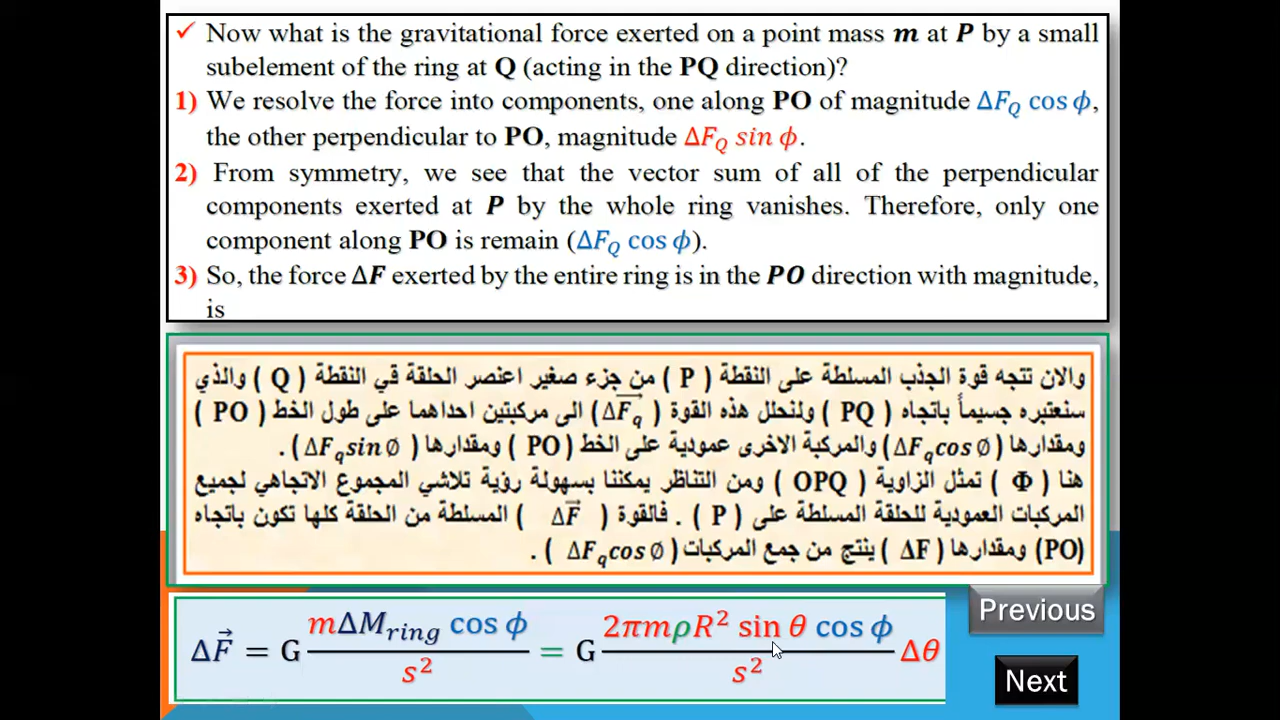 ✓ Now what is the gravitational force exerted on a point mass m at P by a small
subelement of the ring at Q (acting in the PQ direction)?
1) We resolve the force into components, one along PO of magnitude ΔF_Q cos ϕ,
the other perpendicular to PO, magnitude ΔF_Q sin ϕ.
2) From symmetry, we see that the vector sum of all of the perpendicular
components exerted at P by the whole ring vanishes. Therefore, only one
component along PO is remain (ΔF_Q cos ϕ).
3) So, the force ΔF exerted by the entire ring is in the PO direction with magnitude,
is
والان تتجه قوة الجذب المسلطة على النقطة ( P ) من جزء صغير اعنصر الحلقة في النقطة ( Q ) والذي
سنعتبره جسيماً باتجاه ( PQ ) ولنحلل هذه القوة ( ΔF⃗_q) الى مركبتين احداهما على طول الخط ( PO )
ومقدارها (ΔF_q cos ∅ ) والمركبة الاخرى عمودية على الخط ( PO ) ومقدارها ( ΔF_q sin ∅ ) .
هنا ( Φ ) تمثل الزاوية ( OPQ ) ومن التناظر يمكننا بسهولة رؤية تلاشي المجموع الاتجاهي لجميع
المركبات العمودية للحلقة المسلطة على ( P ) . فالقوة ( ΔF⃗ ) المسلطة من الحلقة كلها تكون باتجاه
(PO) ومقدارها ( ΔF ) ينتج من جمع المركبات ( ΔF_q cos ∅ ) .
ΔF⃗ = G mΔM_ring cos ϕ / s² = G 2πmρR² sin θ cos ϕ / s² Δθ
Previous
Next